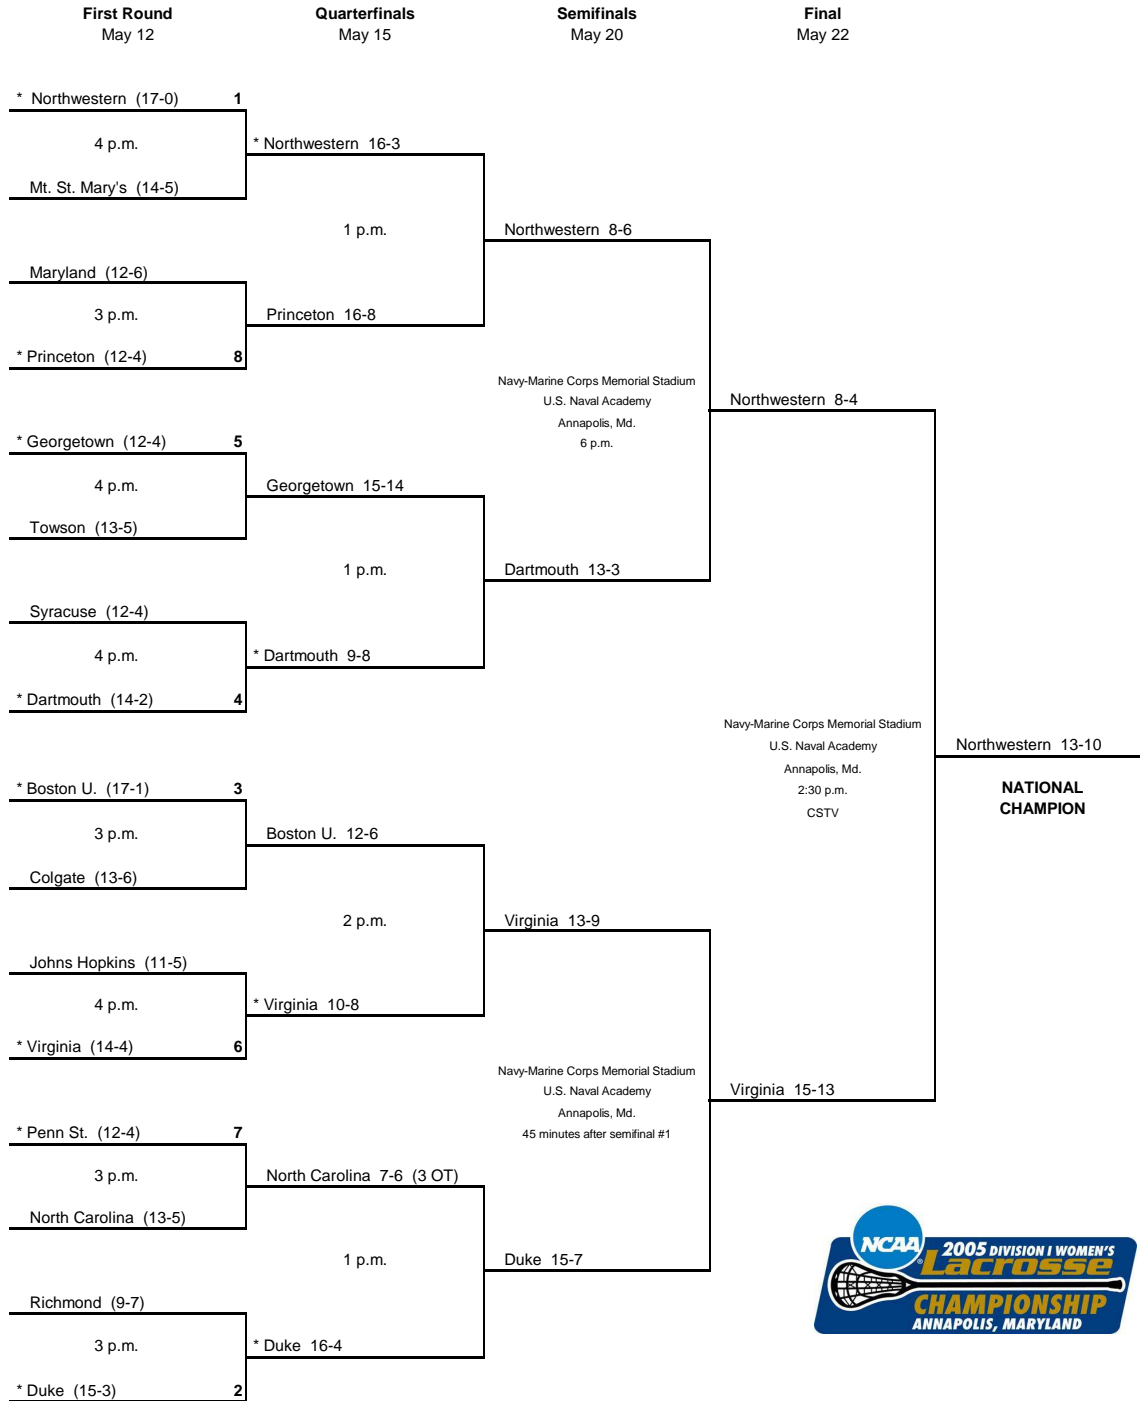 First Round
May 12
Quarterfinals
May 15
Semifinals
May 20
Final
May 22
* Northwestern (17-0) 1
4 p.m.
Mt. St. Mary's (14-5)
Maryland (12-6)
3 p.m.
* Princeton (12-4) 8
* Georgetown (12-4) 5
4 p.m.
Towson (13-5)
Syracuse (12-4)
4 p.m.
* Dartmouth (14-2) 4
* Boston U. (17-1) 3
3 p.m.
Colgate (13-6)
Johns Hopkins (11-5)
4 p.m.
* Virginia (14-4) 6
* Penn St. (12-4) 7
3 p.m.
North Carolina (13-5)
Richmond (9-7)
3 p.m.
* Duke (15-3) 2
* Northwestern 16-3
1 p.m.
Princeton 16-8
Georgetown 15-14
1 p.m.
* Dartmouth 9-8
Boston U. 12-6
2 p.m.
* Virginia 10-8
North Carolina 7-6 (3 OT)
1 p.m.
* Duke 16-4
Northwestern 8-6
Navy-Marine Corps Memorial Stadium
U.S. Naval Academy
Annapolis, Md.
6 p.m.
Dartmouth 13-3
Virginia 13-9
Navy-Marine Corps Memorial Stadium
U.S. Naval Academy
Annapolis, Md.
45 minutes after semifinal #1
Duke 15-7
Northwestern 8-4
Navy-Marine Corps Memorial Stadium
U.S. Naval Academy
Annapolis, Md.
2:30 p.m.
CSTV
Virginia 15-13
Northwestern 13-10
NATIONAL
CHAMPION
NCAA®
2005 DIVISION I WOMEN'S
Lacrosse
CHAMPIONSHIP
ANNAPOLIS, MARYLAND